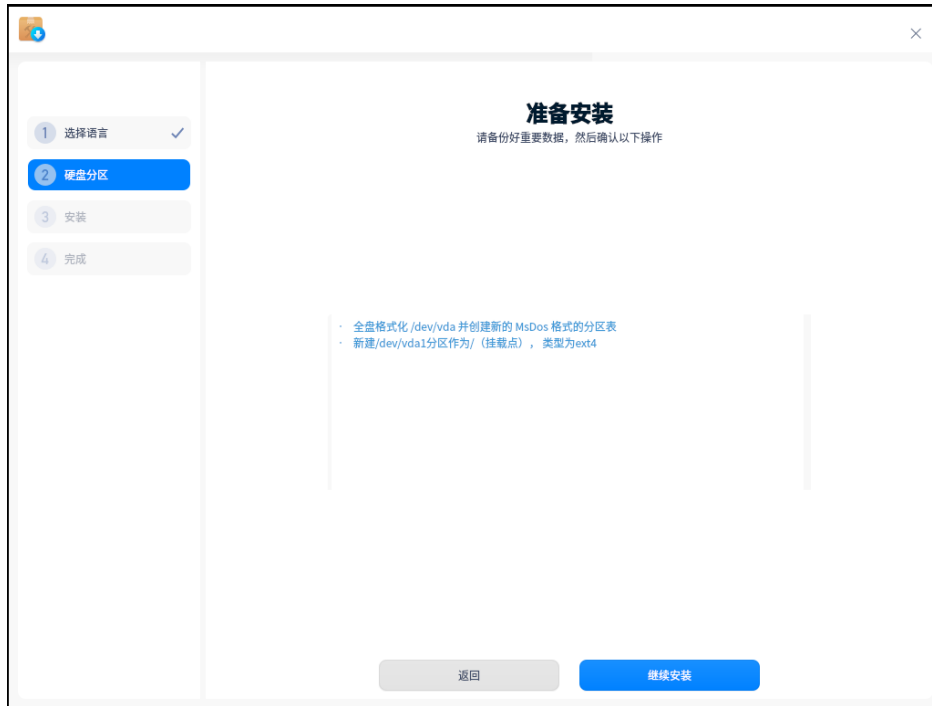 1 选择语言
2 硬盘分区
3 安装
4 完成
准备安装
请备份好重要数据，然后确认以下操作
· 全盘格式化 /dev/vda 并创建新的 MsDos 格式的分区表
· 新建/dev/vda1分区作为/（挂载点），类型为ext4
返回
继续安装